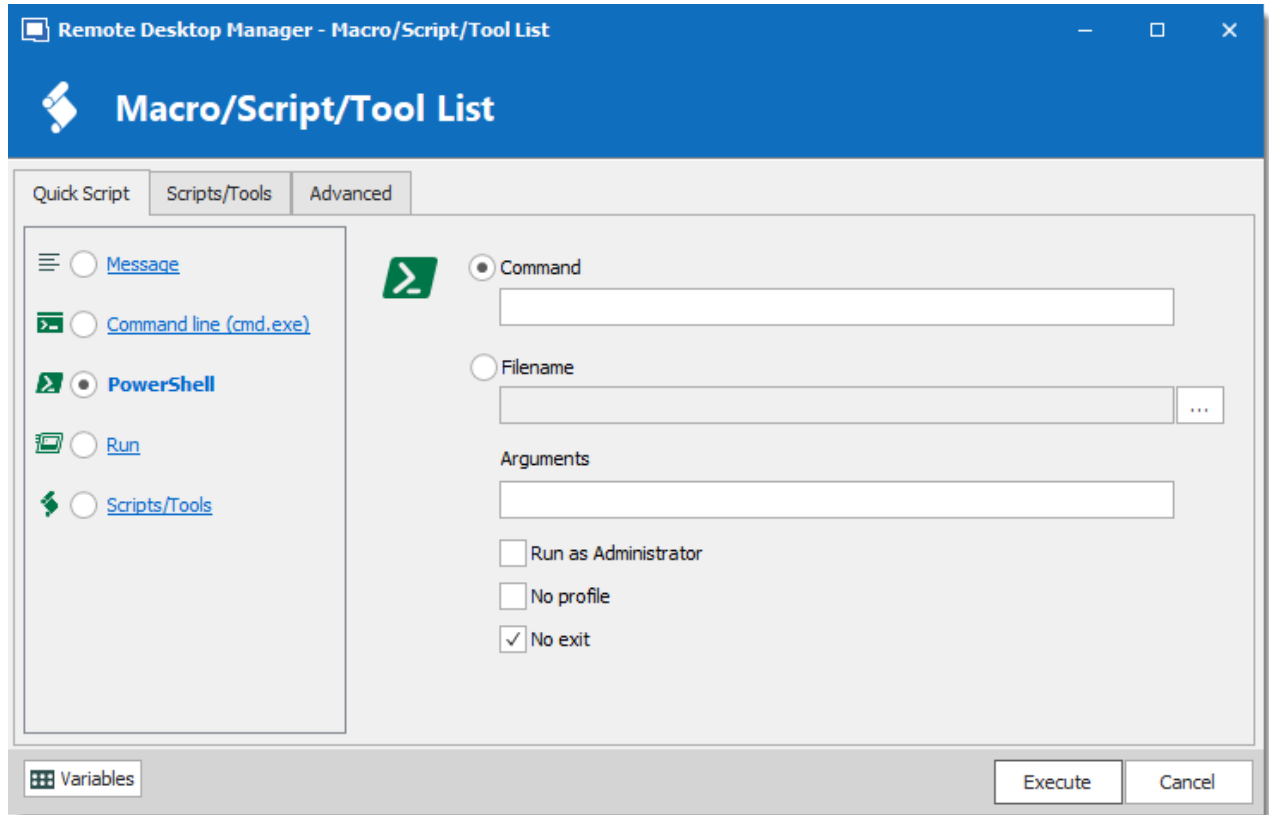 Remote Desktop Manager - Macro/Script/Tool List
Macro/Script/Tool List
Quick Script
Scripts/Tools
Advanced
Message
Command line (cmd.exe)
PowerShell
Run
Scripts/Tools
Command
Filename
...
Arguments
Run as Administrator
No profile
No exit
Variables
Execute
Cancel